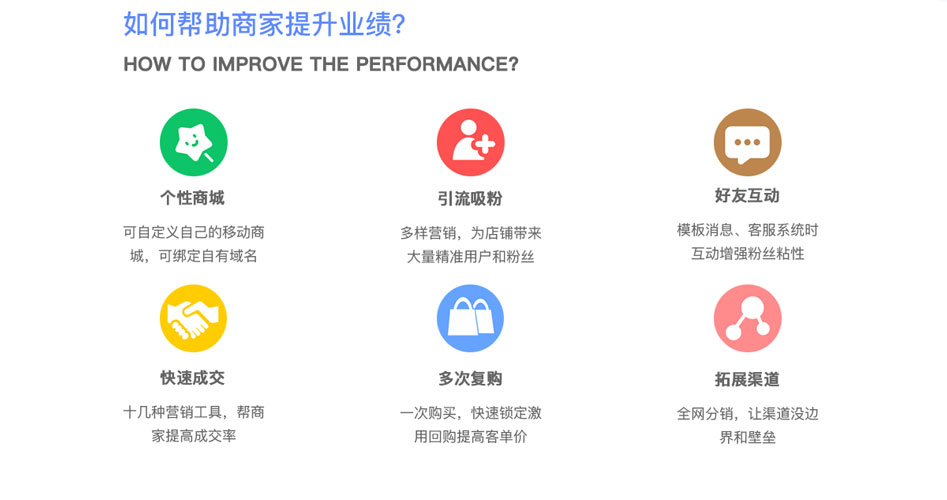 如何帮助商家提升业绩?
HOW TO IMPROVE THE PERFORMANCE?
个性商城
可自定义自己的移动商
城，可绑定自有域名
引流吸粉
多样营销，为店铺带来
大量精准用户和粉丝
好友互动
模板消息、客服系统时
互动增强粉丝粘性
快速成交
十几种营销工具，帮商
家提高成交率
多次复购
一次购买，快速锁定激
用回购提高客单价
拓展渠道
全网分销，让渠道没边
界和壁垒